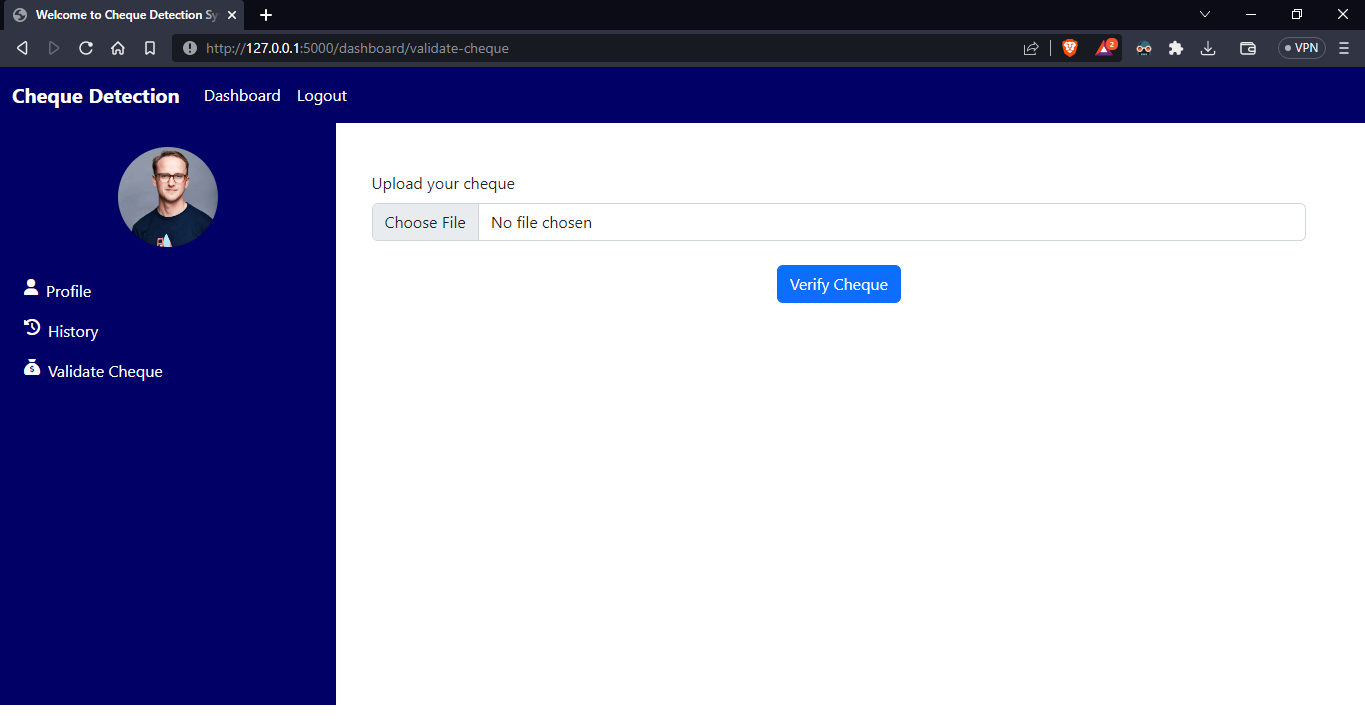 Welcome to Cheque Detection Sy
http://127.0.0.1:5000/dashboard/validate-cheque
2
VPN
Cheque Detection
Dashboard
Logout
Profile
History
Validate Cheque
Upload your cheque
Choose File
No file chosen
Verify Cheque